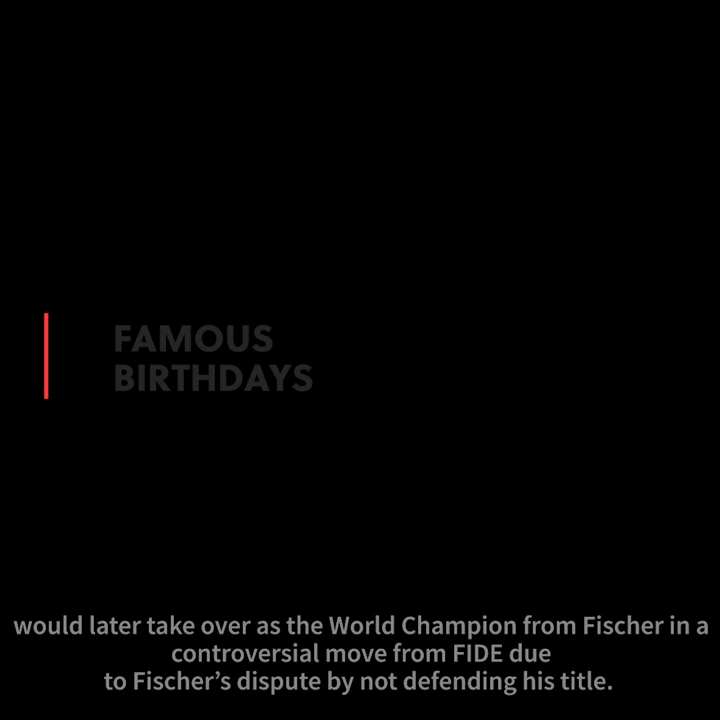 FAMOUS
BIRTHDAYS
would later take over as the World Champion from Fischer in a
controversial move from FIDE due
to Fischer’s dispute by not defending his title.